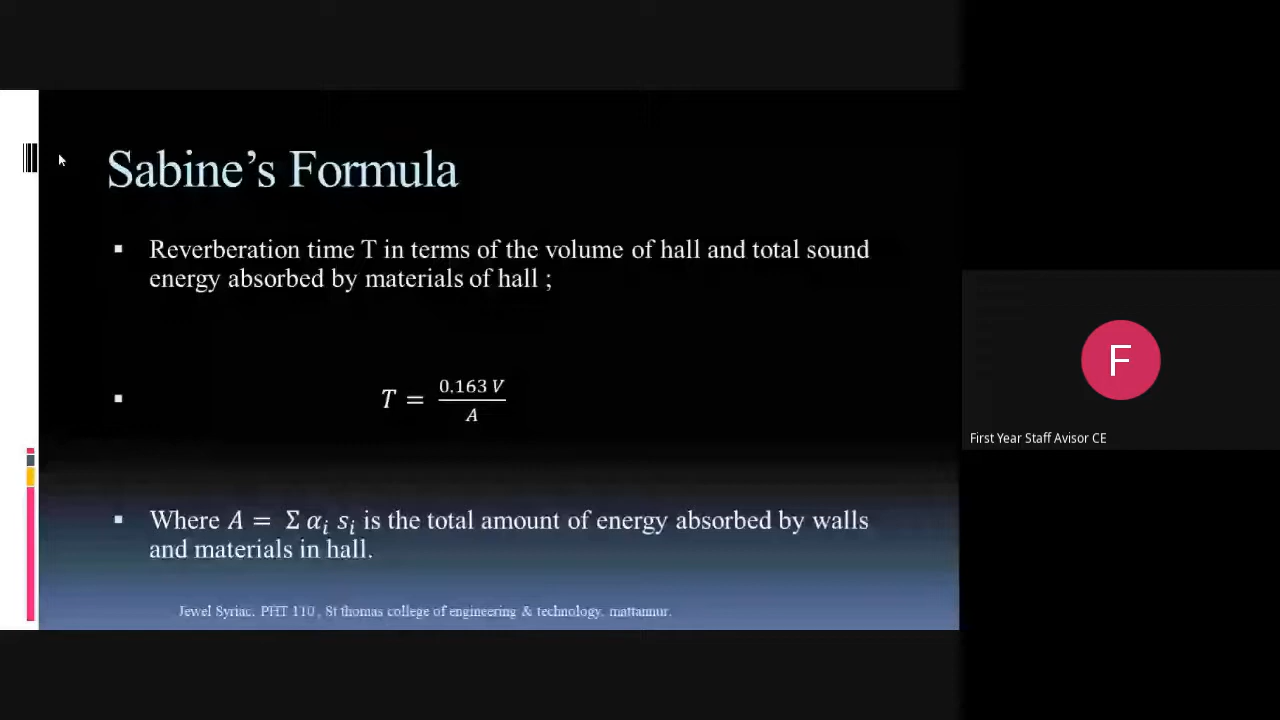 Sabine’s Formula
▪ Reverberation time T in terms of the volume of hall and total sound
energy absorbed by materials of hall ;
▪ T = 0.163 V / A
▪ Where A = Σ αᵢ sᵢ is the total amount of energy absorbed by walls
and materials in hall.
Jewel Syriac, PHT 110 , St thomas college of engineering & technology, mattannur.
F
First Year Staff Avisor CE